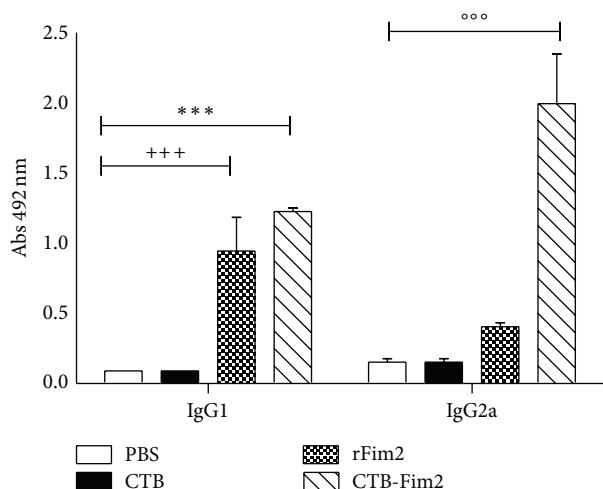 °°°
2.5
2.0
1.5
1.0
0.5
0.0
Abs 492 nm
***
+++
IgG1
IgG2a
PBS
CTB
rFim2
CTB-Fim2